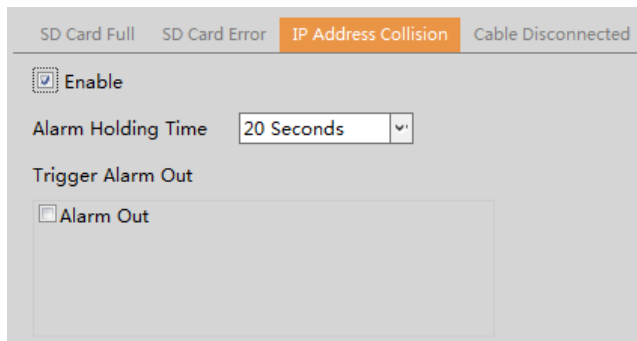 SD Card Full SD Card Error IP Address Collision Cable Disconnected
Enable
Alarm Holding Time 20 Seconds
Trigger Alarm Out
Alarm Out